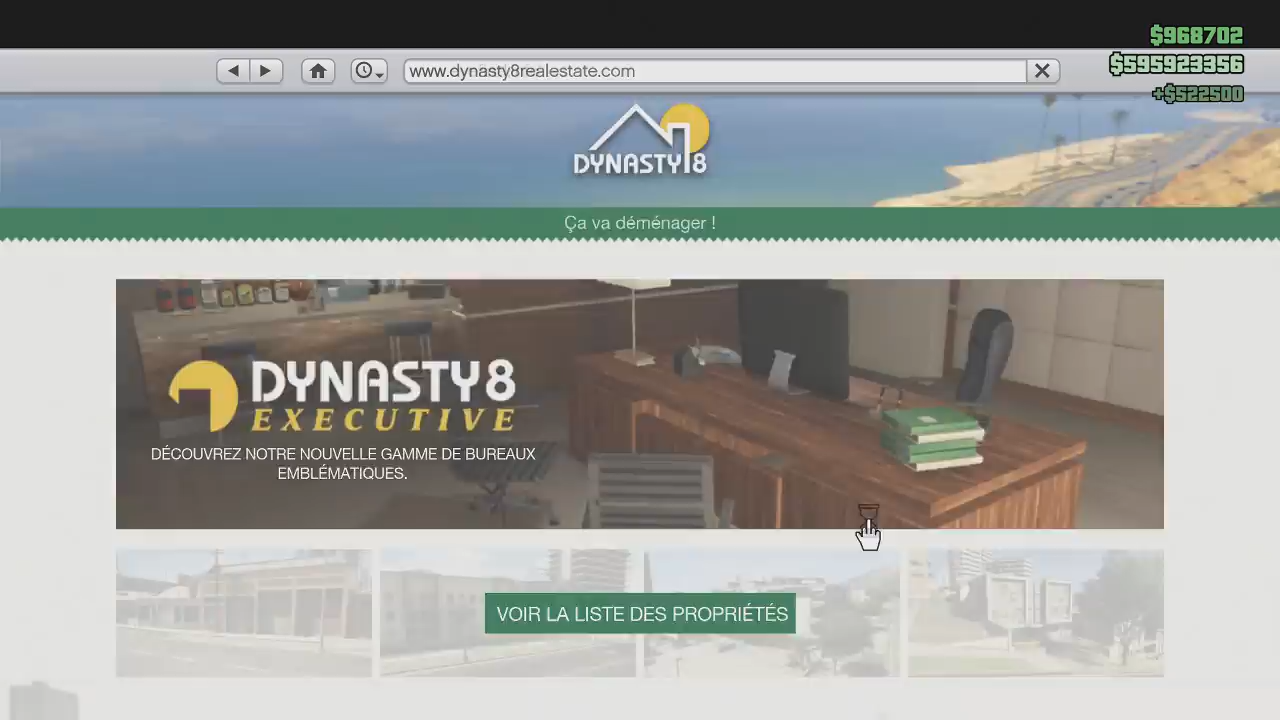 $968702
www.dynasty8realestate.com
$595923356
+$522500
DYNASTY8
Ça va déménager !
DYNASTY8
EXECUTIVE
DÉCOUVREZ NOTRE NOUVELLE GAMME DE BUREAUX
EMBLÉMATIQUES.
VOIR LA LISTE DES PROPRIÉTÉS